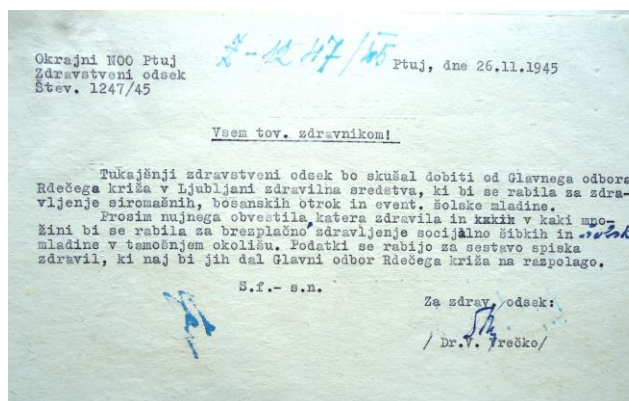 Okrajni NOO Ptuj
Zdravstveni odsek
Štev. 1247/45
Z-1247/45
Ptuj, dne 26.11.1945
Vsem tov. zdravnikom!
Tukajšnji zdravstveni odsek bo skušal dobiti od Glavnega odbora
Rdečega križa v Ljubljani zdravilna sredstva, ki bi se rabila za zdra-
vljenje siromašnih, bosanskih otrok in event. šolske mladine.
Prosim nujnega obvestila, katera zdravila in v kaki mno-
žini bi se rabila za brezplačno zdravljenje socijalno šibkih in šolsk
mladine v tamošnjem okolišu. Podatki se rabijo za sestavo spiska
zdravil, ki naj bi jih dal Glavni odbor Rdečega križa na razpolago.
S.f.- s.n.
Za zdrav. odsek:
/ Dr.V. Vrečko/